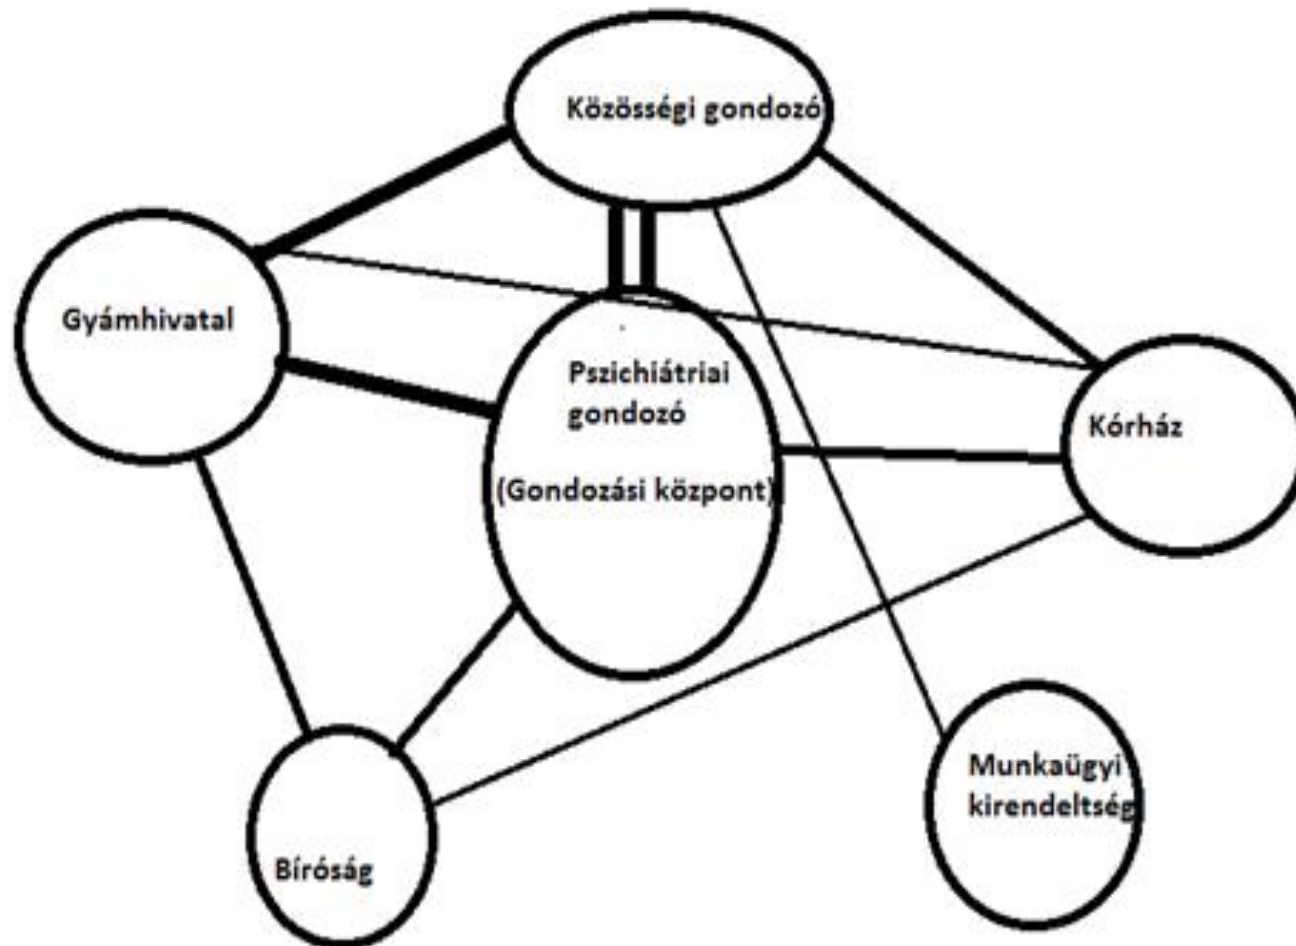 Közösségi gondozó
Gyámhivatal
Pszichiátriai
gondozó
(Gondozási központ)
Kórház
Munkaügyi
kirendeltség
Bíróság